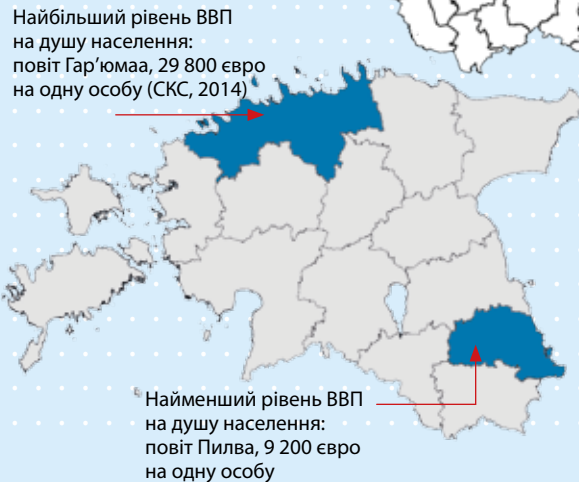 Найбільший рівень ВВП
на душу населення:
повіт Гар’юмаа, 29 800 євро
на одну особу (СКС, 2014)
Найменший рівень ВВП
на душу населення:
повіт Пилва, 9 200 євро
на одну особу